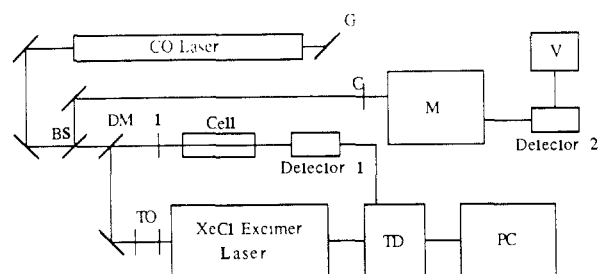 G
CO Laser
V
C
M
BS
DM
1
Cell
Detector 1
Detector 2
TO
XeCl Excimer
Laser
TD
PC